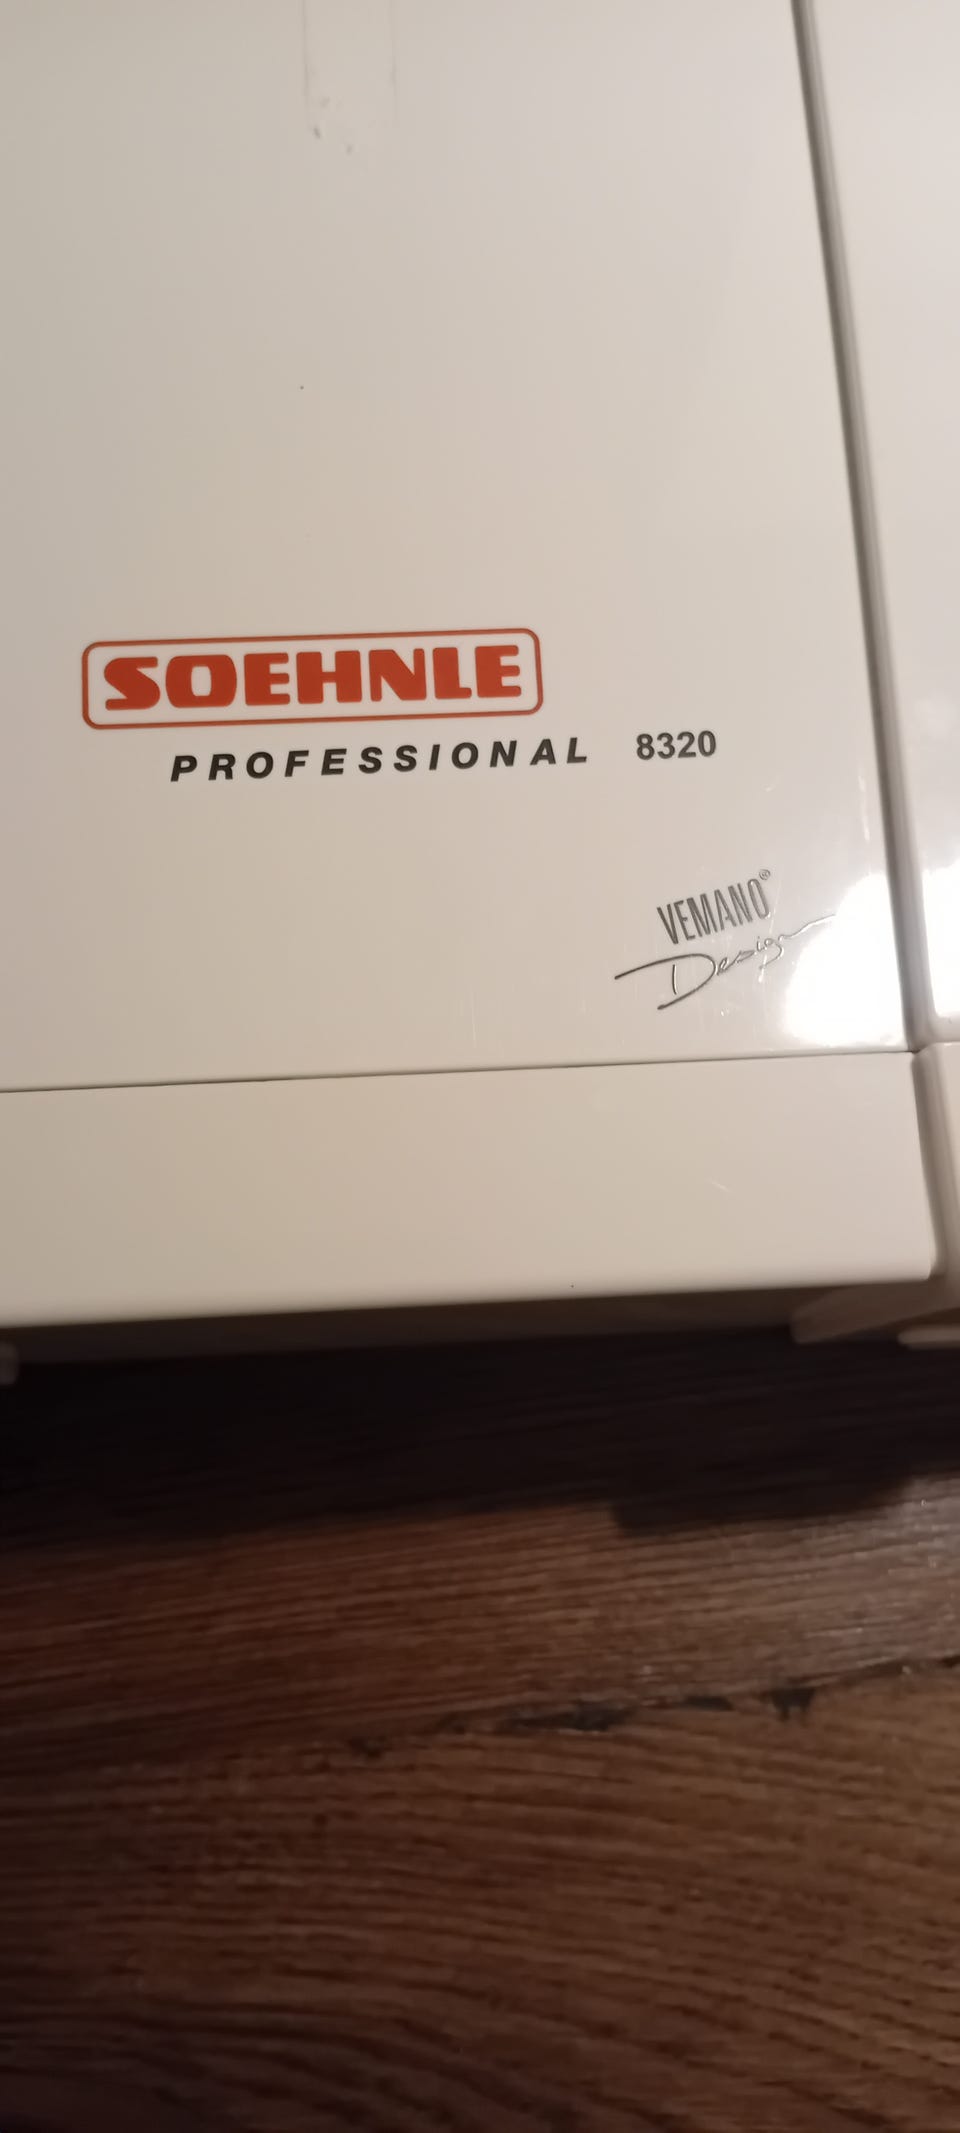 SOEHNLE
PROFESSIONAL 8320
VEMANO®
Design